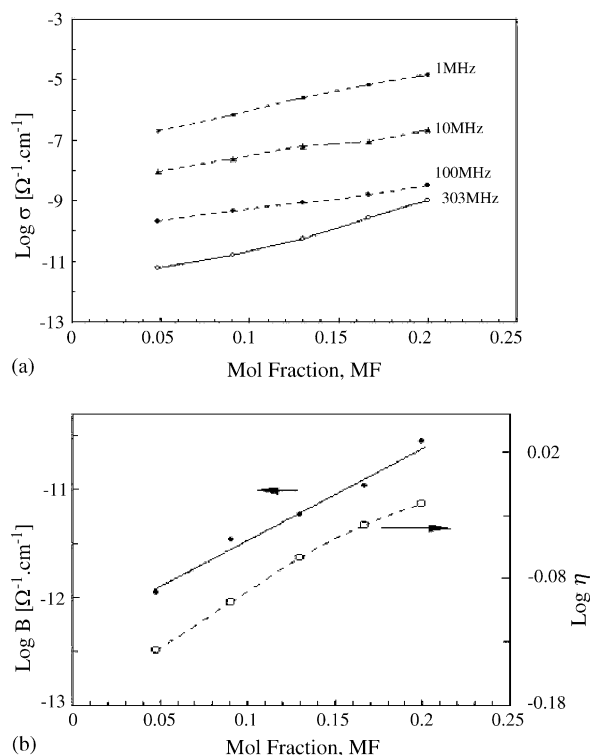 -3
-5
-7
-9
-11
-13
Log σ [Ω⁻¹.cm⁻¹]
1MHz
10MHz
100MHz
303MHz
0 0.05 0.1 0.15 0.2 0.25
(a) Mol Fraction, MF
-11
-12
-13
Log B [Ω⁻¹.cm⁻¹]
0.02
-0.08
-0.18
Log η
0 0.05 0.1 0.15 0.2 0.25
(b) Mol Fraction, MF